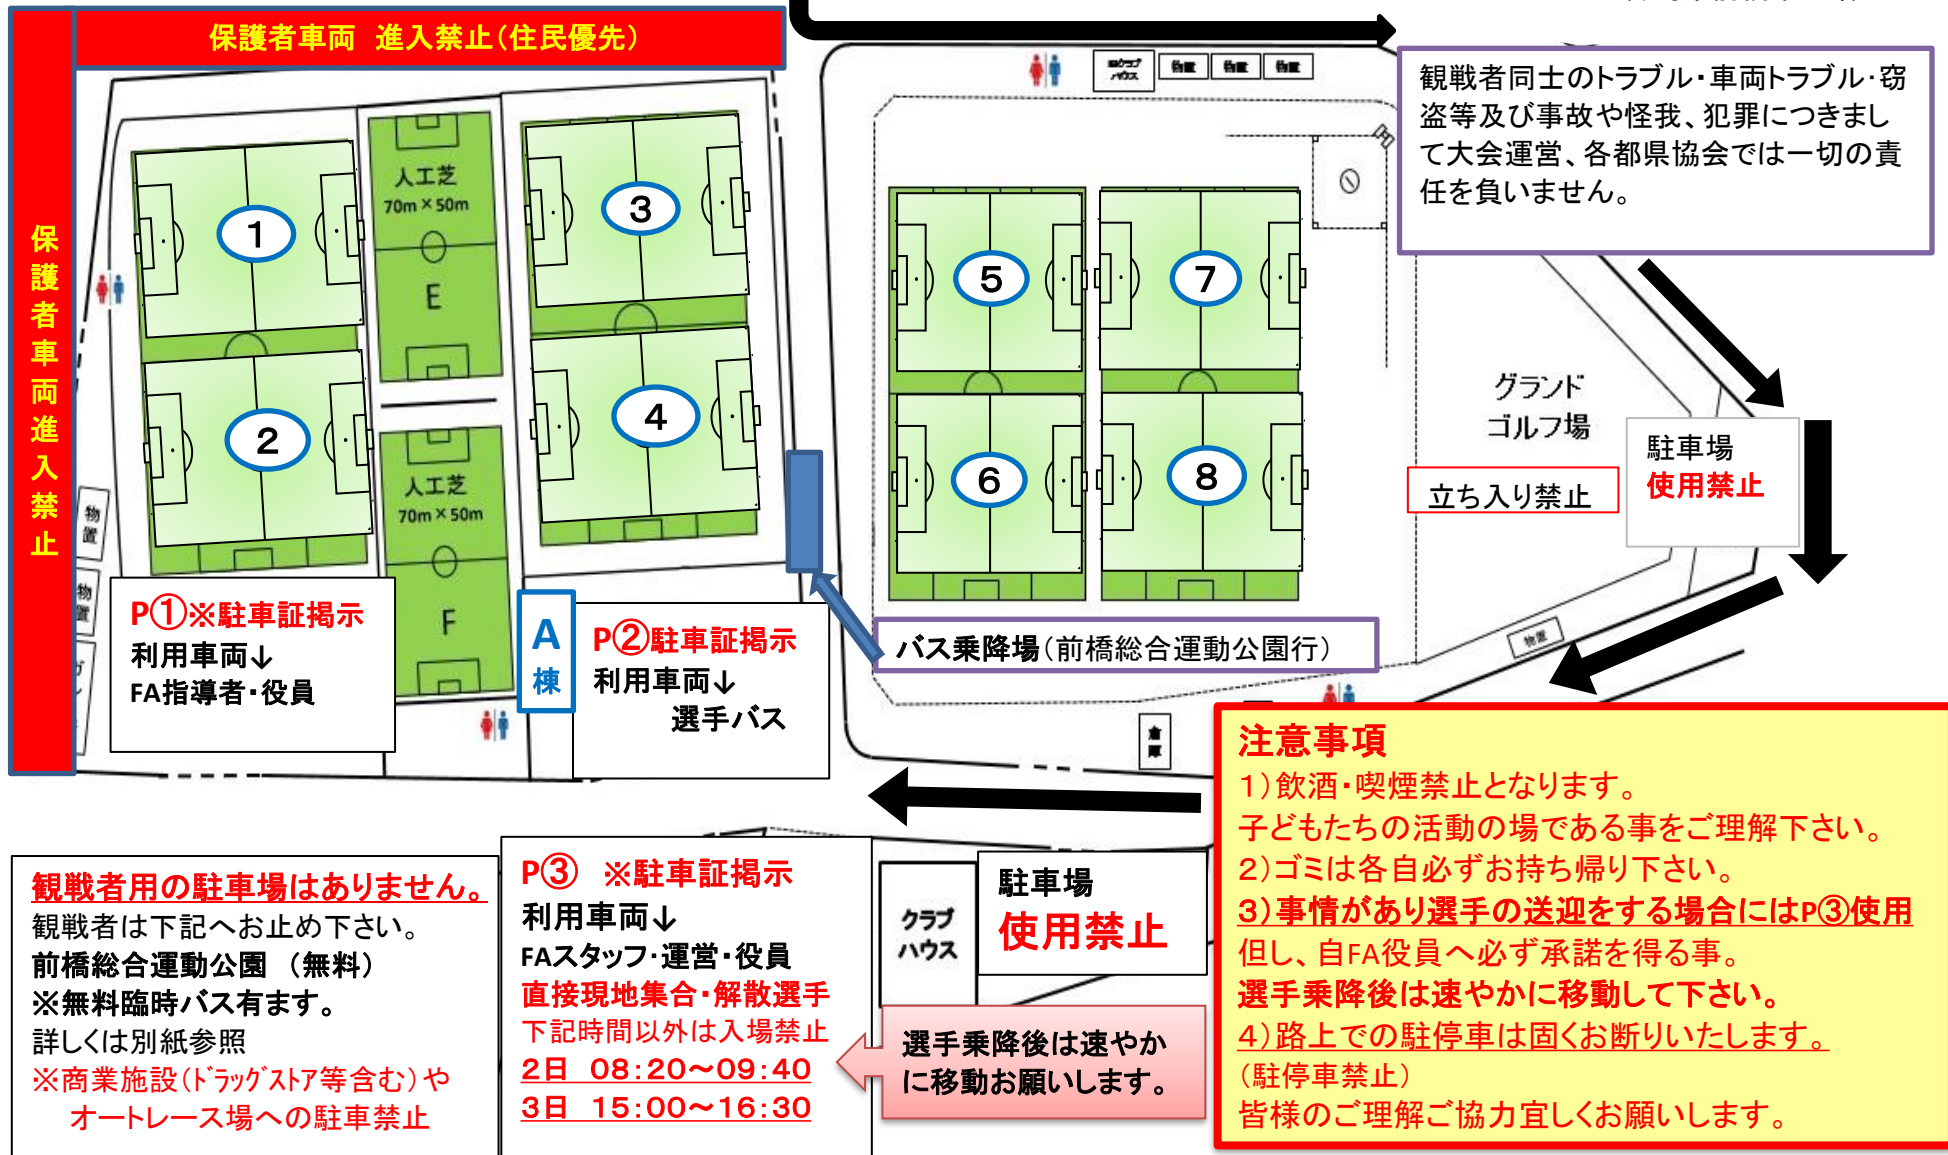 保護者車両 進入禁止(住民優先)
保護者車両進入禁止
観戦者同士のトラブル・車両トラブル・窃
盗等及び事故や怪我、犯罪につきまし
て大会運営、各都県協会では一切の責
任を負いません。
旧クラブ
ハウス
物置
物置
物置
人工芝
70m×50m
E
人工芝
70m×50m
F
1
2
3
4
5
6
7
8
グランド
ゴルフ場
立ち入り禁止
駐車場
使用禁止
物置
物置
物置
P①※駐車証掲示
利用車両↓
FA指導者・役員
A
棟
P②駐車証掲示
利用車両↓
選手バス
バス乗降場(前橋総合運動公園行)
倉庫
観戦者用の駐車場はありません。
観戦者は下記へお止め下さい。
前橋総合運動公園 (無料)
※無料臨時バス有ます。
詳しくは別紙参照
※商業施設(ドラッグストア等含む)や
オートレース場への駐車禁止
P③ ※駐車証掲示
利用車両↓
FAスタッフ・運営・役員
直接現地集合・解散選手
下記時間以外は入場禁止
2日 08:20~09:40
3日 15:00~16:30
クラブ
ハウス
駐車場
使用禁止
選手乗降後は速やか
に移動お願いします。
注意事項
1)飲酒・喫煙禁止となります。
子どもたちの活動の場である事をご理解下さい。
2)ゴミは各自必ずお持ち帰り下さい。
3)事情があり選手の送迎をする場合にはP③使用
但し、自FA役員へ必ず承諾を得る事。
選手乗降後は速やかに移動して下さい。
4)路上での駐停車は固くお断りいたします。
(駐停車禁止)
皆様のご理解ご協力宜しくお願いします。